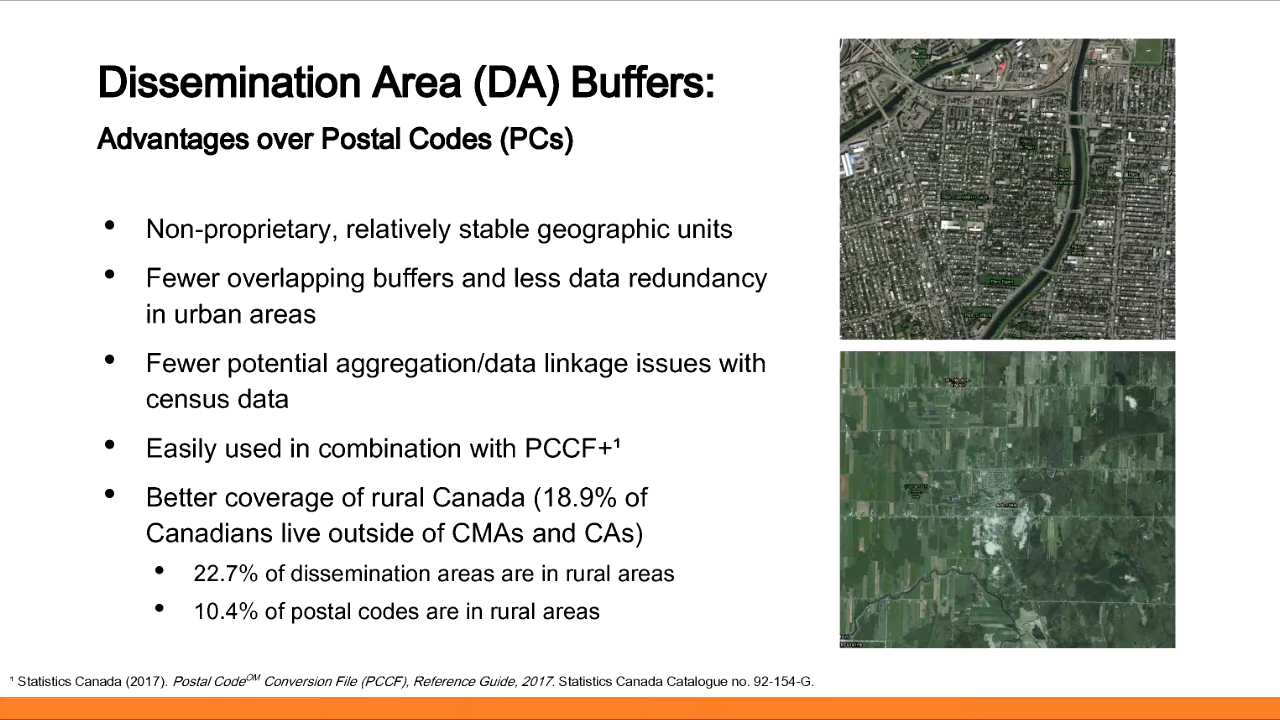 Dissemination Area (DA) Buffers:
Advantages over Postal Codes (PCs)
• Non-proprietary, relatively stable geographic units
• Fewer overlapping buffers and less data redundancy
in urban areas
• Fewer potential aggregation/data linkage issues with
census data
• Easily used in combination with PCCF+¹
• Better coverage of rural Canada (18.9% of
Canadians live outside of CMAs and CAs)
• 22.7% of dissemination areas are in rural areas
• 10.4% of postal codes are in rural areas
¹ Statistics Canada (2017). Postal Codeᴼᴹ Conversion File (PCCF), Reference Guide, 2017. Statistics Canada Catalogue no. 92-154-G.